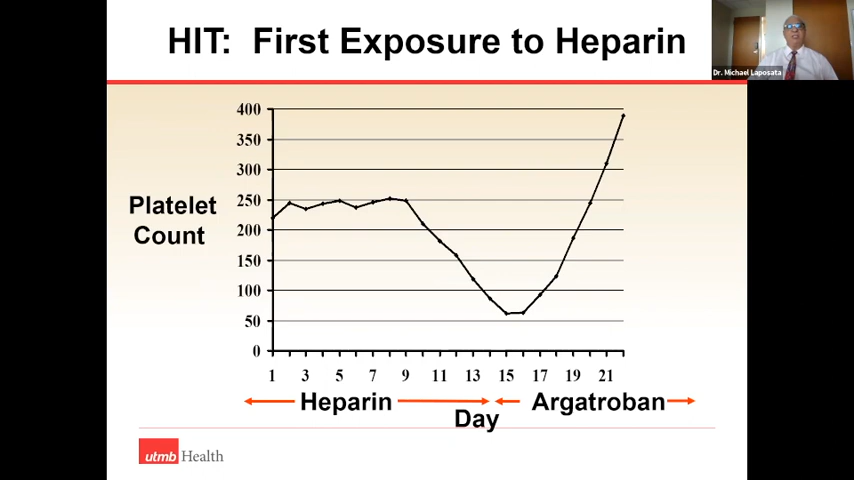 HIT:  First Exposure to Heparin
Dr. Michael Laposata
Platelet
Count
400
350
300
250
200
150
100
50
0
1 3 5 7 9 11 13 15 17 19 21
Heparin
Argatroban
Day
utmb Health